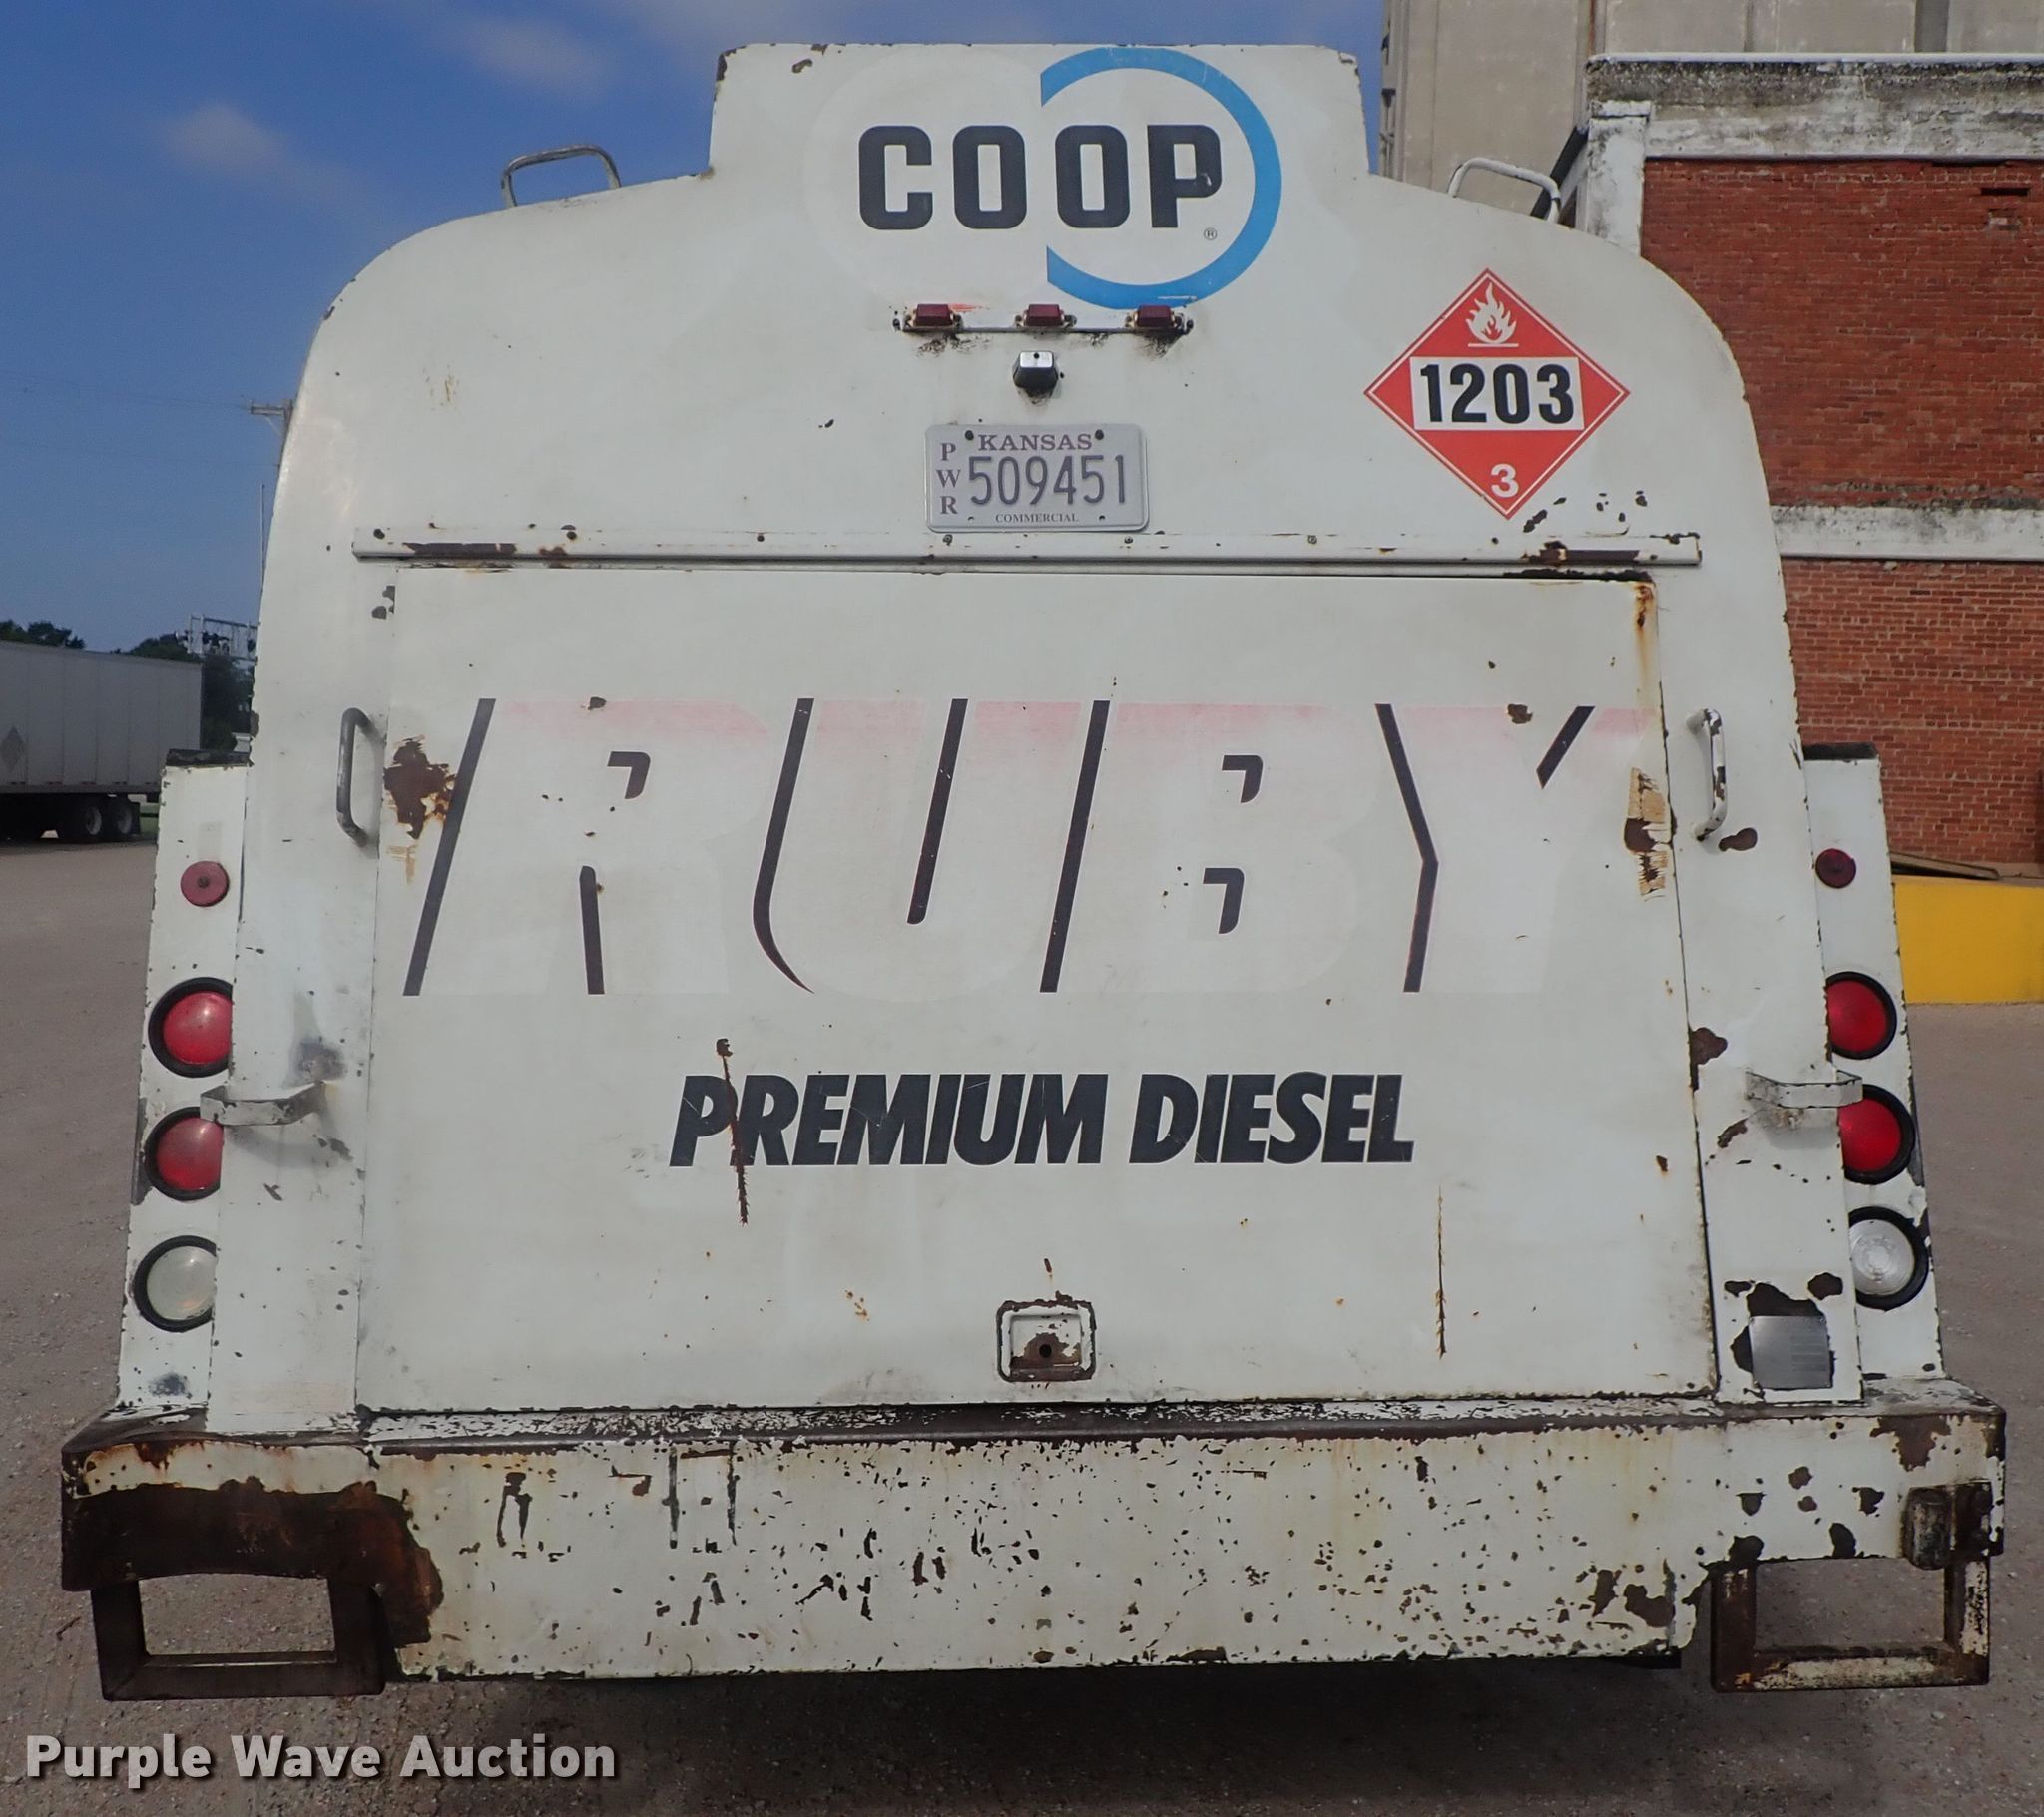 COOP
®
1203
3
KANSAS
PWR
509451
COMMERCIAL
RUBY
PREMIUM DIESEL
Purple Wave Auction